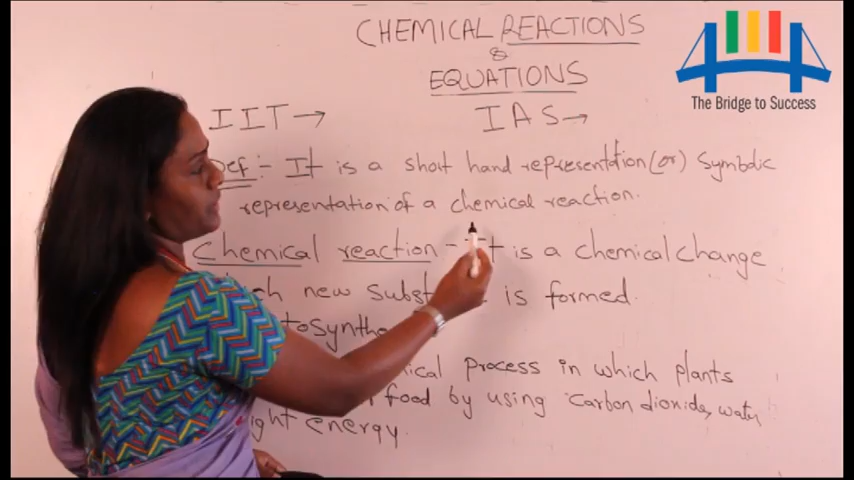 CHEMICAL REACTIONS
&
EQUATIONS
The Bridge to Success
IIT → IAS →
Def :- It is a short hand representation (or) Symbolic
representation of a chemical reaction.
chemical reaction - It is a chemical change
new is formed.
chemical process in which plants
food by using carbon dioxide, water
light energy.